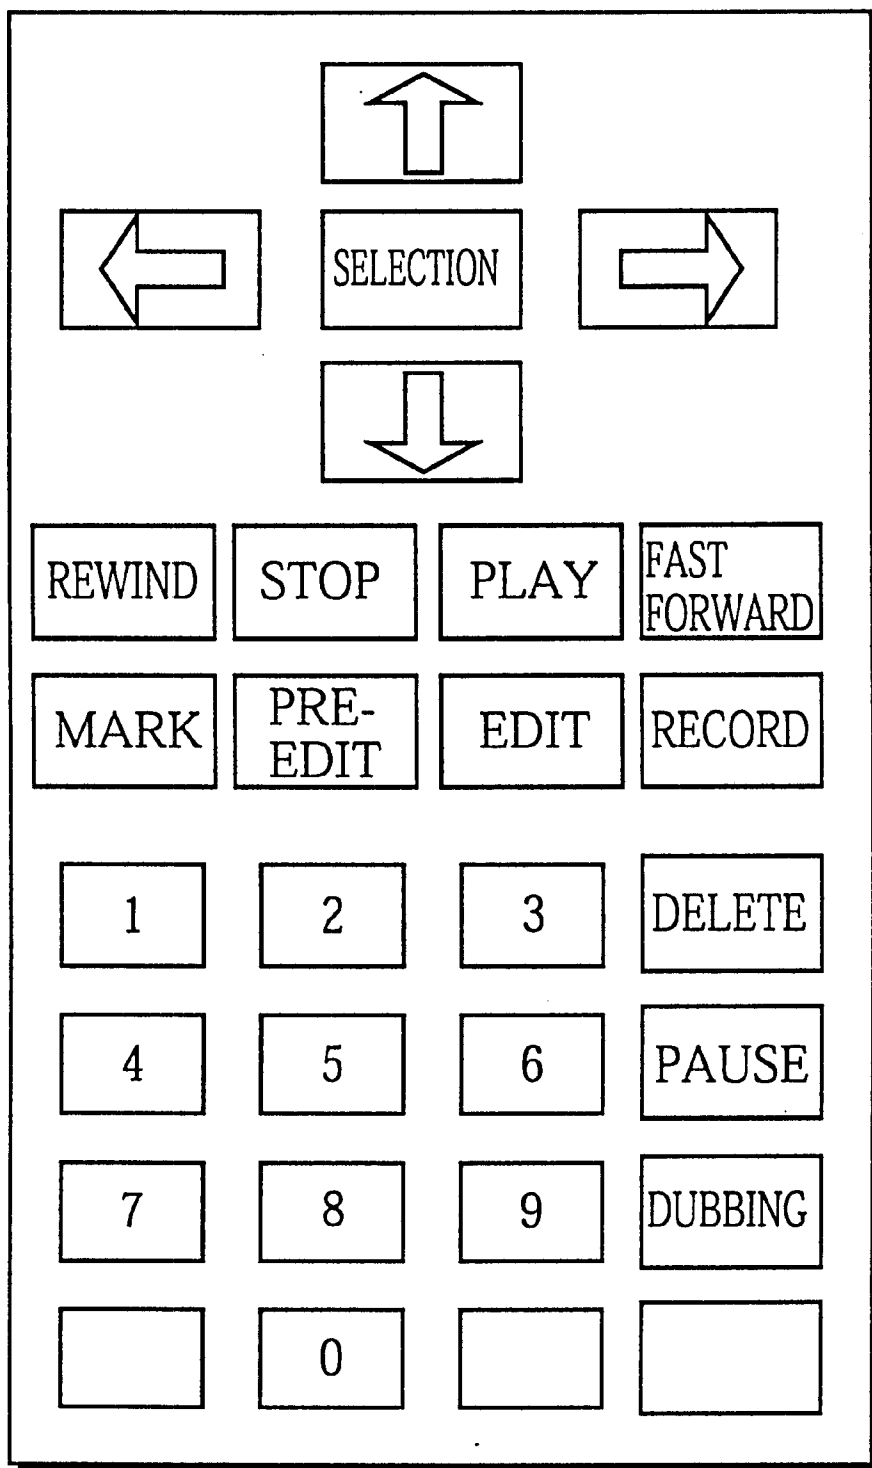 SELECTION
REWIND STOP PLAY FAST FORWARD
MARK PRE-EDIT EDIT RECORD
1 2 3 DELETE
4 5 6 PAUSE
7 8 9 DUBBING
0